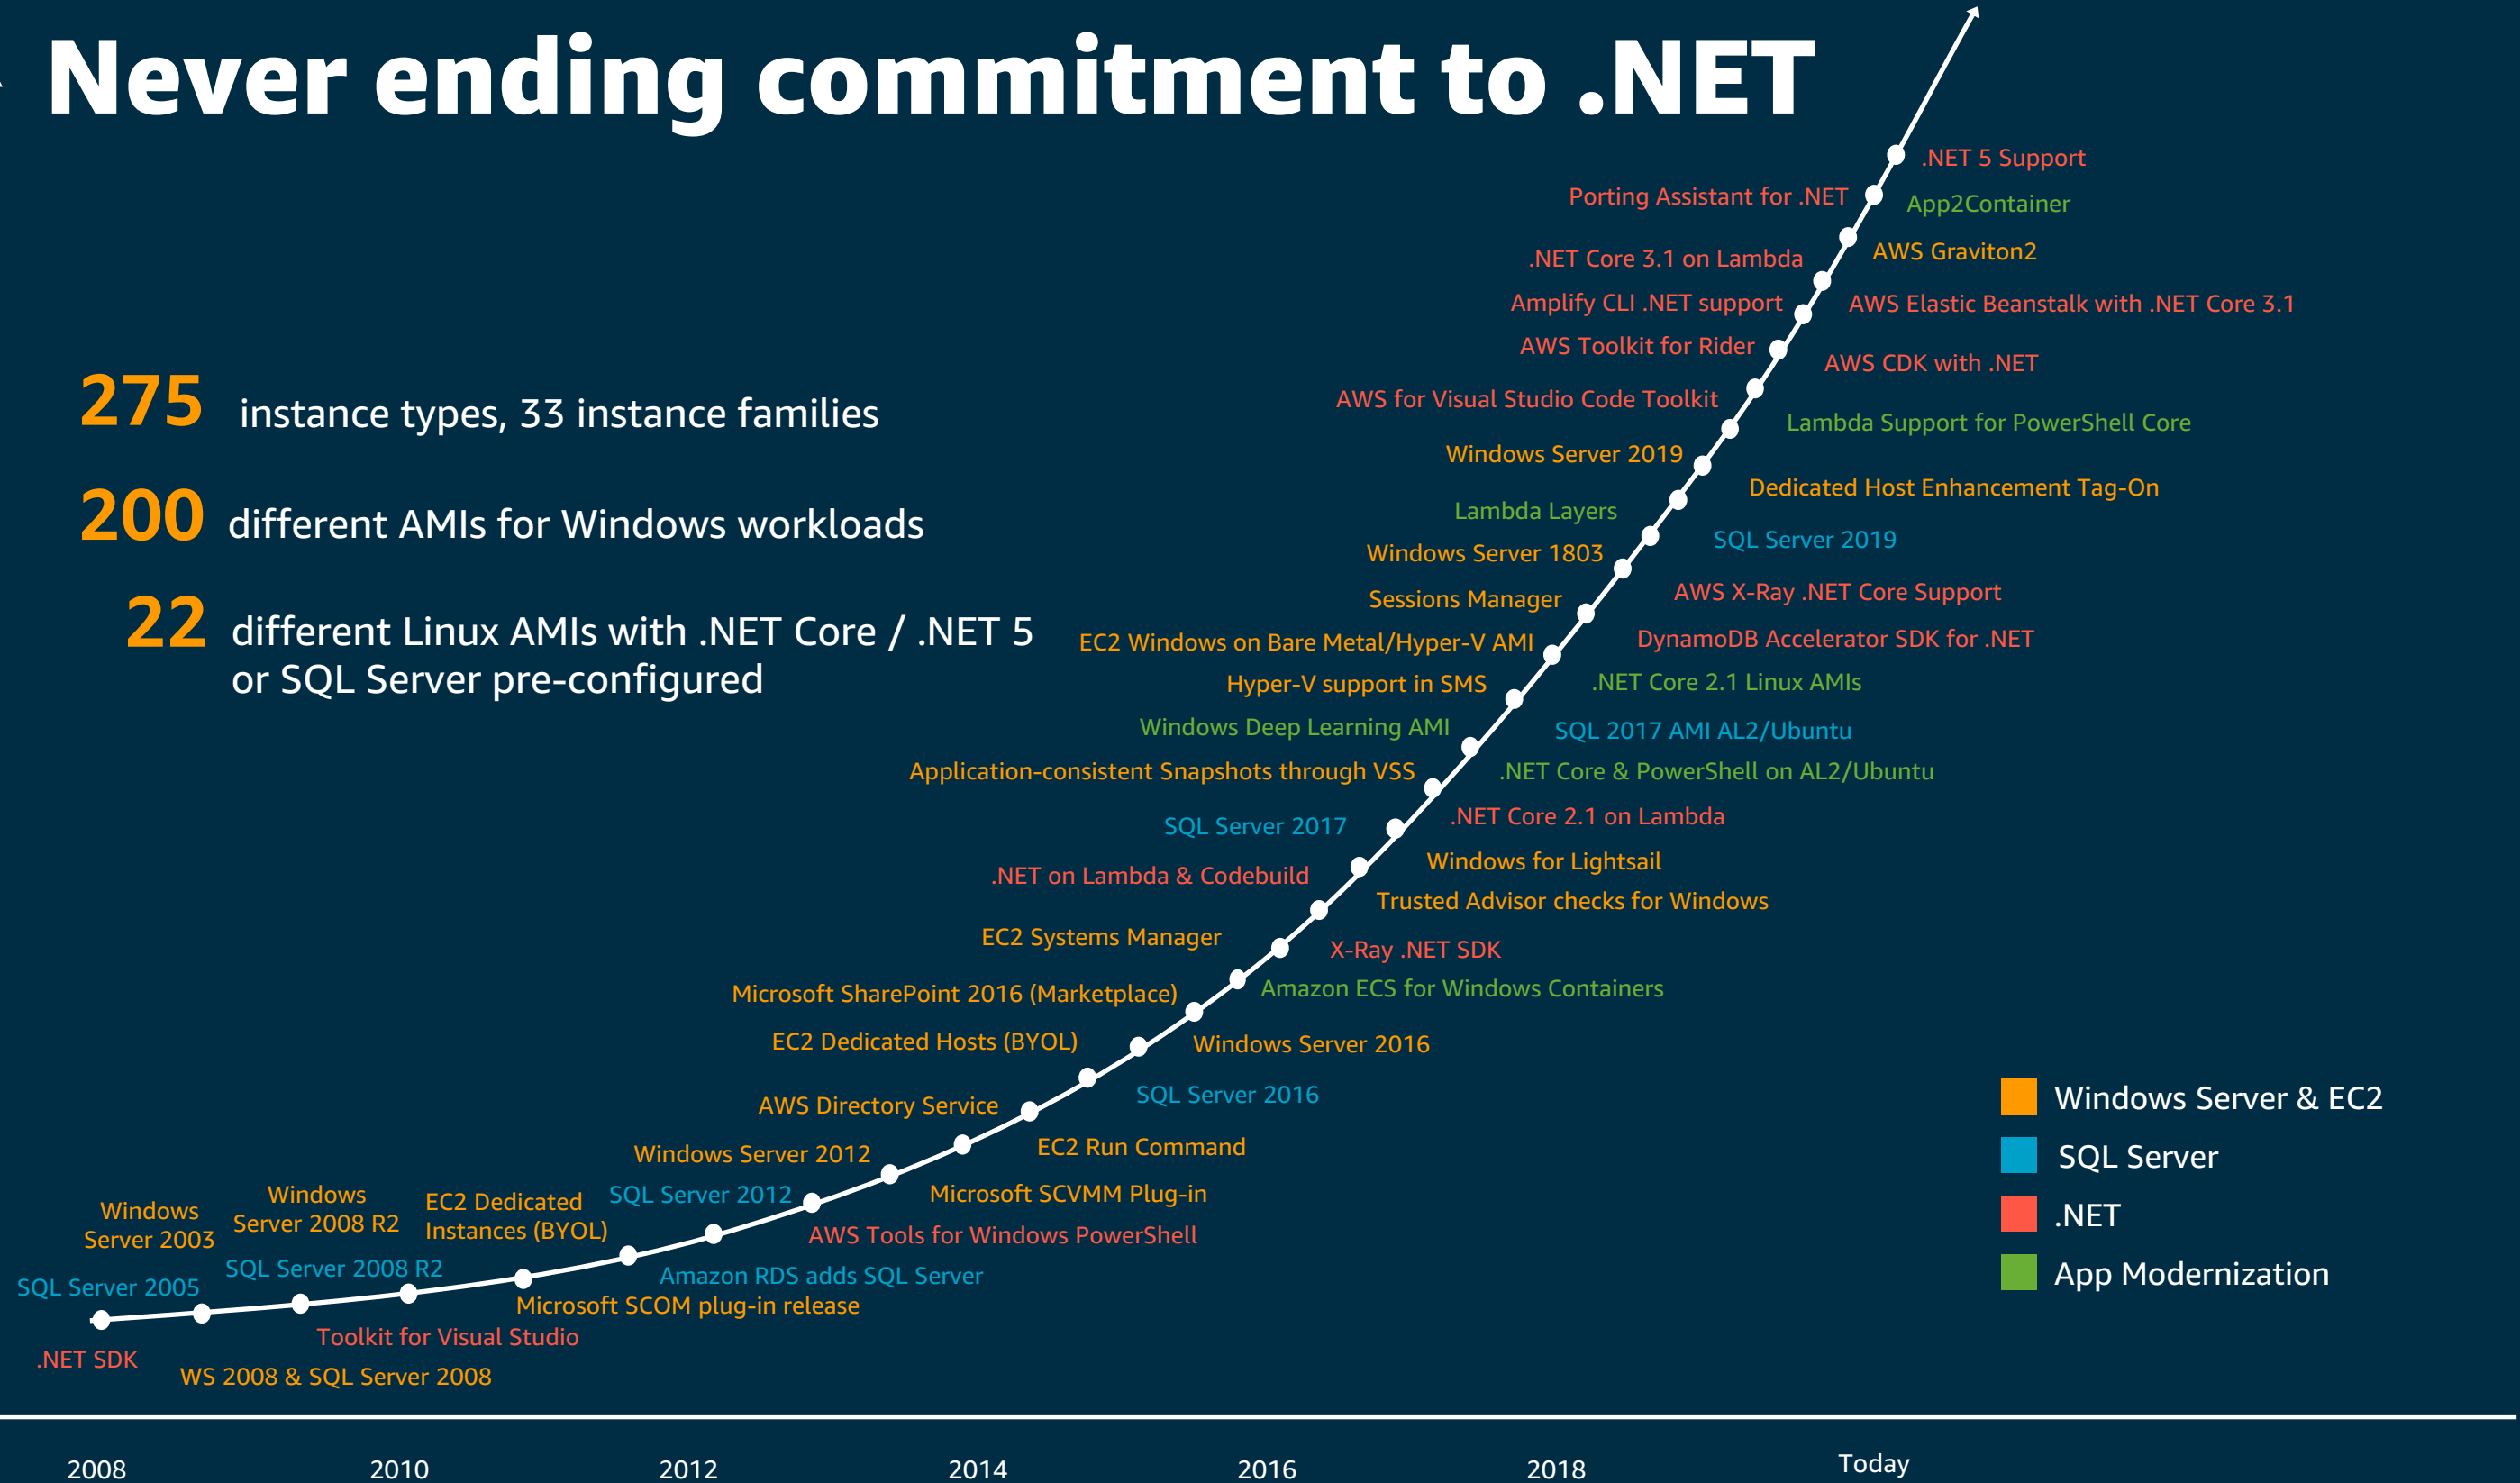 Never ending commitment to .NET
275 instance types, 33 instance families
200 different AMIs for Windows workloads
22 different Linux AMIs with .NET Core / .NET 5
or SQL Server pre-configured
.NET 5 Support
Porting Assistant for .NET
App2Container
AWS Graviton2
.NET Core 3.1 on Lambda
Amplify CLI .NET support
AWS Elastic Beanstalk with .NET Core 3.1
AWS Toolkit for Rider
AWS CDK with .NET
AWS for Visual Studio Code Toolkit
Lambda Support for PowerShell Core
Windows Server 2019
Dedicated Host Enhancement Tag-On
Lambda Layers
SQL Server 2019
Windows Server 1803
AWS X-Ray .NET Core Support
Sessions Manager
DynamoDB Accelerator SDK for .NET
EC2 Windows on Bare Metal/Hyper-V AMI
.NET Core 2.1 Linux AMIs
Hyper-V support in SMS
Windows Deep Learning AMI
SQL 2017 AMI AL2/Ubuntu
Application-consistent Snapshots through VSS
.NET Core & PowerShell on AL2/Ubuntu
SQL Server 2017
.NET Core 2.1 on Lambda
Windows for Lightsail
.NET on Lambda & Codebuild
Trusted Advisor checks for Windows
EC2 Systems Manager
X-Ray .NET SDK
Microsoft SharePoint 2016 (Marketplace)
Amazon ECS for Windows Containers
EC2 Dedicated Hosts (BYOL)
Windows Server 2016
AWS Directory Service
SQL Server 2016
Windows Server 2012
EC2 Run Command
SQL Server 2012
Microsoft SCVMM Plug-in
AWS Tools for Windows PowerShell
Windows
Server 2003
Windows
Server 2008 R2
EC2 Dedicated
Instances (BYOL)
Amazon RDS adds SQL Server
SQL Server 2005
SQL Server 2008 R2
Microsoft SCOM plug-in release
Toolkit for Visual Studio
.NET SDK
WS 2008 & SQL Server 2008
Windows Server & EC2
SQL Server
.NET
App Modernization
2008
2010
2012
2014
2016
2018
Today